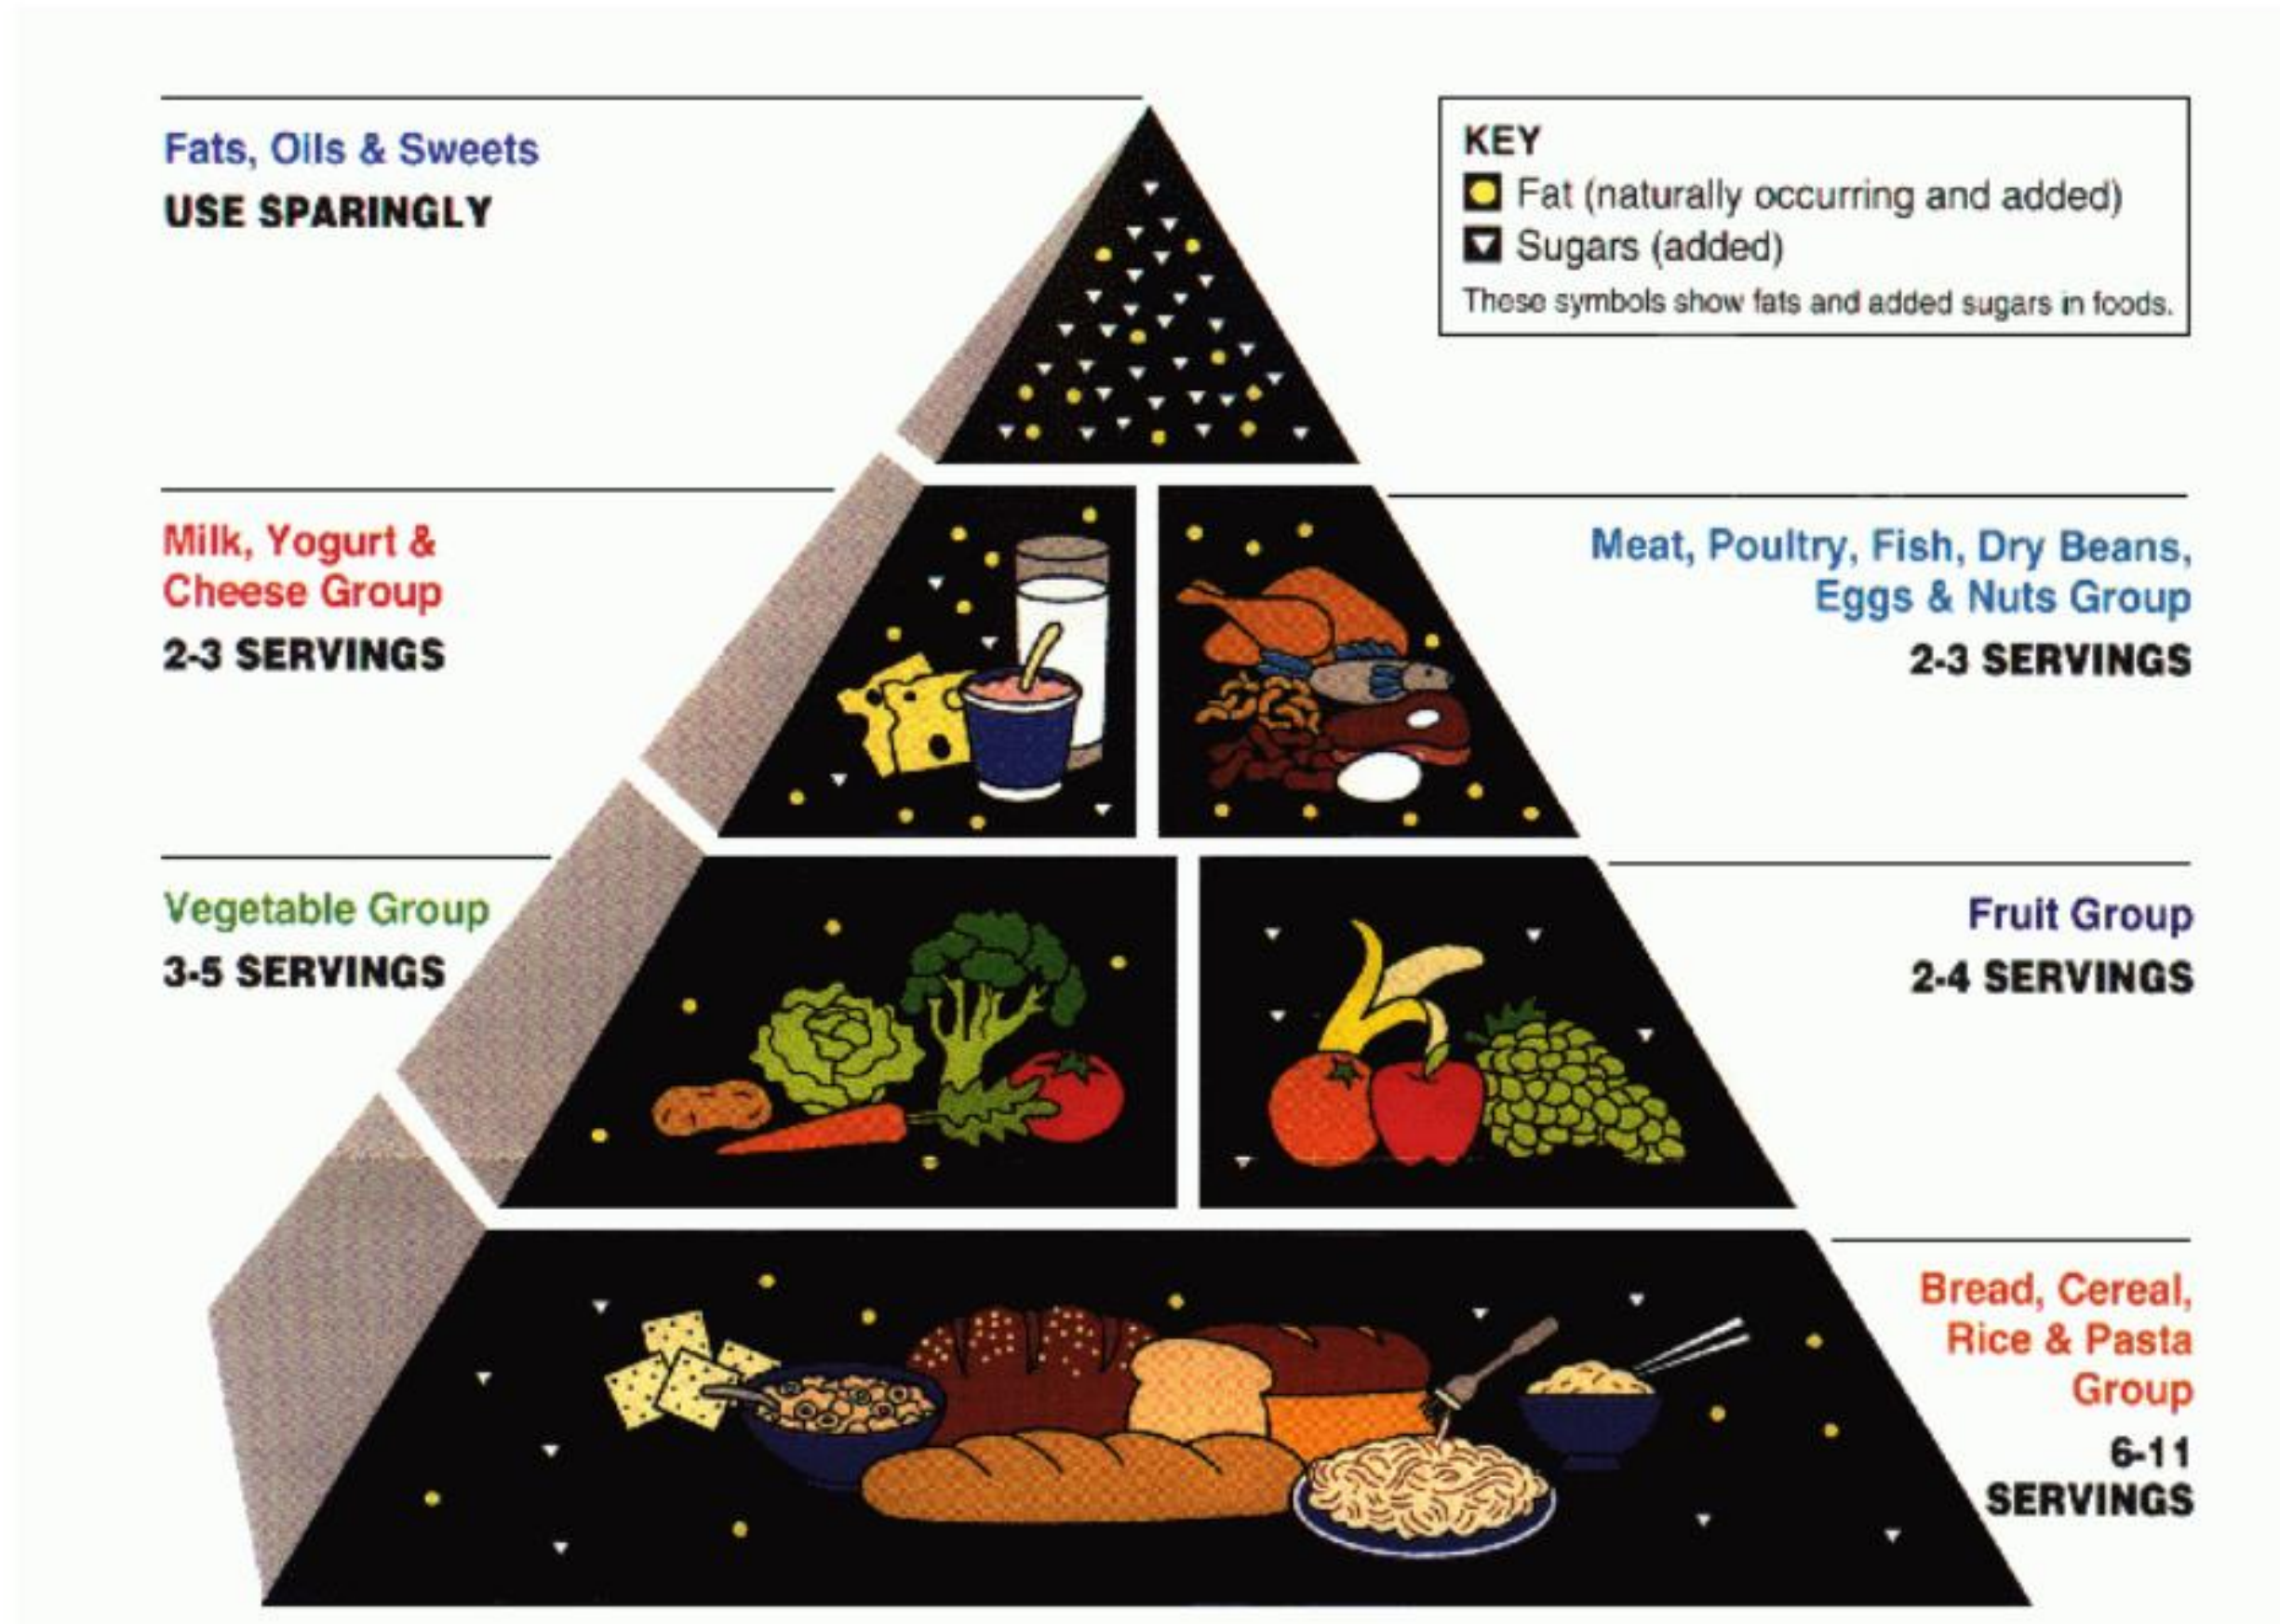 Fats, Oils & Sweets
USE SPARINGLY
KEY
Fat (naturally occurring and added)
Sugars (added)
These symbols show fats and added sugars in foods.
Milk, Yogurt &
Cheese Group
2-3 SERVINGS
Meat, Poultry, Fish, Dry Beans,
Eggs & Nuts Group
2-3 SERVINGS
Vegetable Group
3-5 SERVINGS
Fruit Group
2-4 SERVINGS
Bread, Cereal,
Rice & Pasta
Group
6-11
SERVINGS